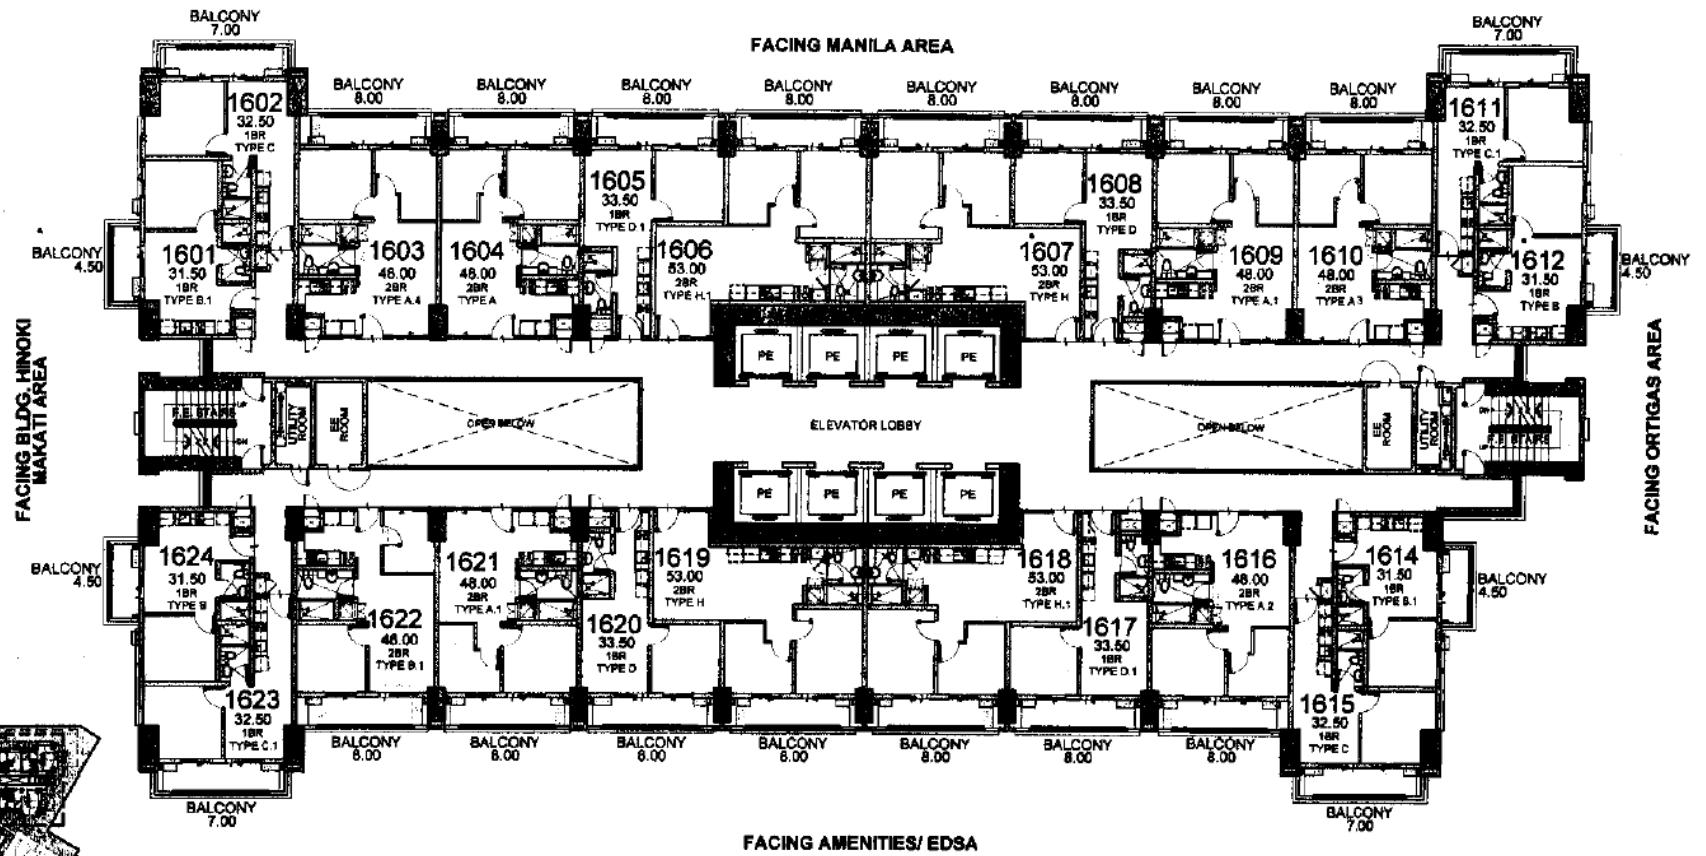 BALCONY
7.00
FACING MANILA AREA
BALCONY
7.00
BALCONY
8.00
BALCONY
8.00
BALCONY
8.00
BALCONY
8.00
BALCONY
8.00
BALCONY
8.00
BALCONY
8.00
BALCONY
8.00
1602
32.50
1BR
TYPE C
1611
32.50
1BR
TYPE C.1
1605
33.50
1BR
TYPE D.1
1608
33.50
1BR
TYPE D
BALCONY
4.50
1601
31.50
1BR
TYPE B.1
1603
48.00
2BR
TYPE A.4
1604
48.00
2BR
TYPE A
1606
53.00
2BR
TYPE H.1
1607
53.00
2BR
TYPE H
1609
48.00
2BR
TYPE A.1
1610
48.00
2BR
TYPE A.3
1612
31.50
1BR
TYPE B
BALCONY
4.50
PE
PE
PE
PE
FACING BLDG. HINOKI
MAKATI AREA
F.E. STAIRS
UP
DN
UTILITY
ROOM
EE
ROOM
OPEN BELOW
ELEVATOR LOBBY
OPEN BELOW
EE
ROOM
UTILITY
ROOM
DN
UP
F.E. STAIRS
FACING ORTIGAS AREA
PE
PE
PE
PE
BALCONY
4.50
1624
31.50
1BR
TYPE B
1621
48.00
2BR
TYPE A.1
1619
53.00
2BR
TYPE H
1618
53.00
2BR
TYPE H.1
1616
48.00
2BR
TYPE A.2
1614
31.50
1BR
TYPE B.1
BALCONY
4.50
1622
46.00
2BR
TYPE B.1
1620
33.50
1BR
TYPE D
1617
33.50
1BR
TYPE D.1
1623
32.50
1BR
TYPE C.1
1615
32.50
1BR
TYPE C
BALCONY
8.00
BALCONY
8.00
BALCONY
8.00
BALCONY
8.00
BALCONY
8.00
BALCONY
8.00
BALCONY
8.00
BALCONY
7.00
BALCONY
7.00
FACING AMENITIES/ EDSA